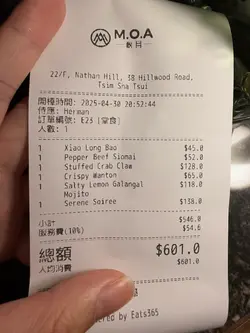 M.O.A
22/F, Nathan Hill, 38 Hillwood Road,
Tsim Sha Tsui
開檯時間: 2025-04-30 20:52:44
侍應: Herman
訂單編號: E23 [堂食]
人數: 1
1 Xiao Long Bao $45.0
1 Pepper Beef Siomai $52.0
1 Stuffed Crab Claw $128.0
1 Crispy Wanton $65.0
1 Salty Lemon Galangal $118.0
Mojito
1 Serene Soiree $138.0
小計 $546.0
服務費(10%) $54.6
總額 $601.0
人均消費 $601.0
ered by Eats365